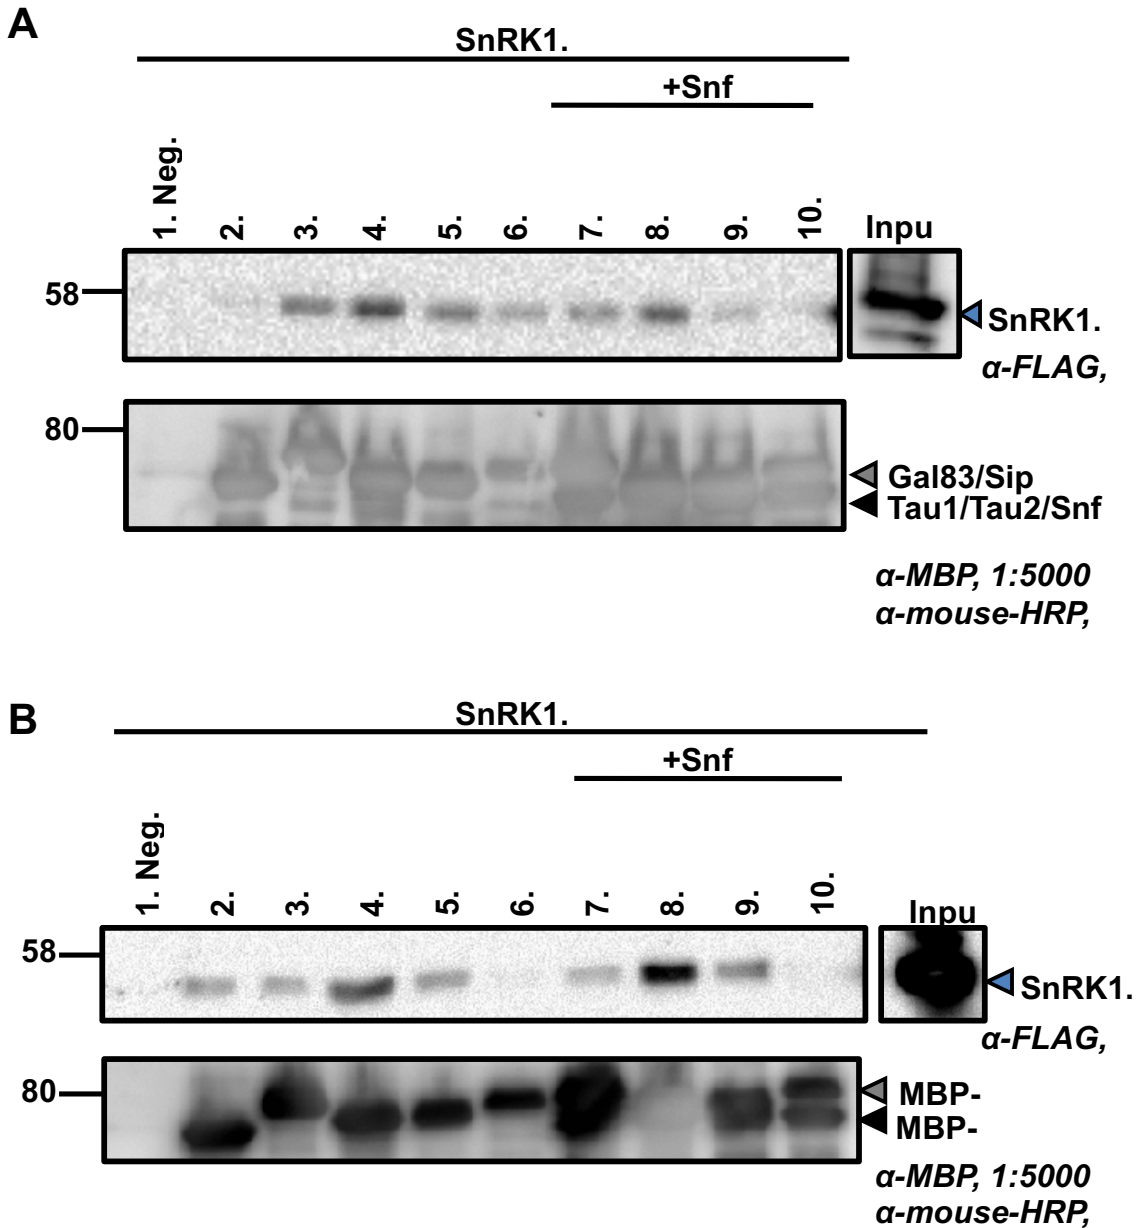 A
SnRK1.
+Snf
1. Neg.
2.
3.
4.
5.
6.
7.
8.
9.
10.
Inpu
58
SnRK1.
α-FLAG,
80
Gal83/Sip
Tau1/Tau2/Snf
α-MBP, 1:5000
α-mouse-HRP,
B
SnRK1.
+Snf
1. Neg.
2.
3.
4.
5.
6.
7.
8.
9.
10.
Inpu
58
SnRK1.
α-FLAG,
80
MBP-
MBP-
α-MBP, 1:5000
α-mouse-HRP,